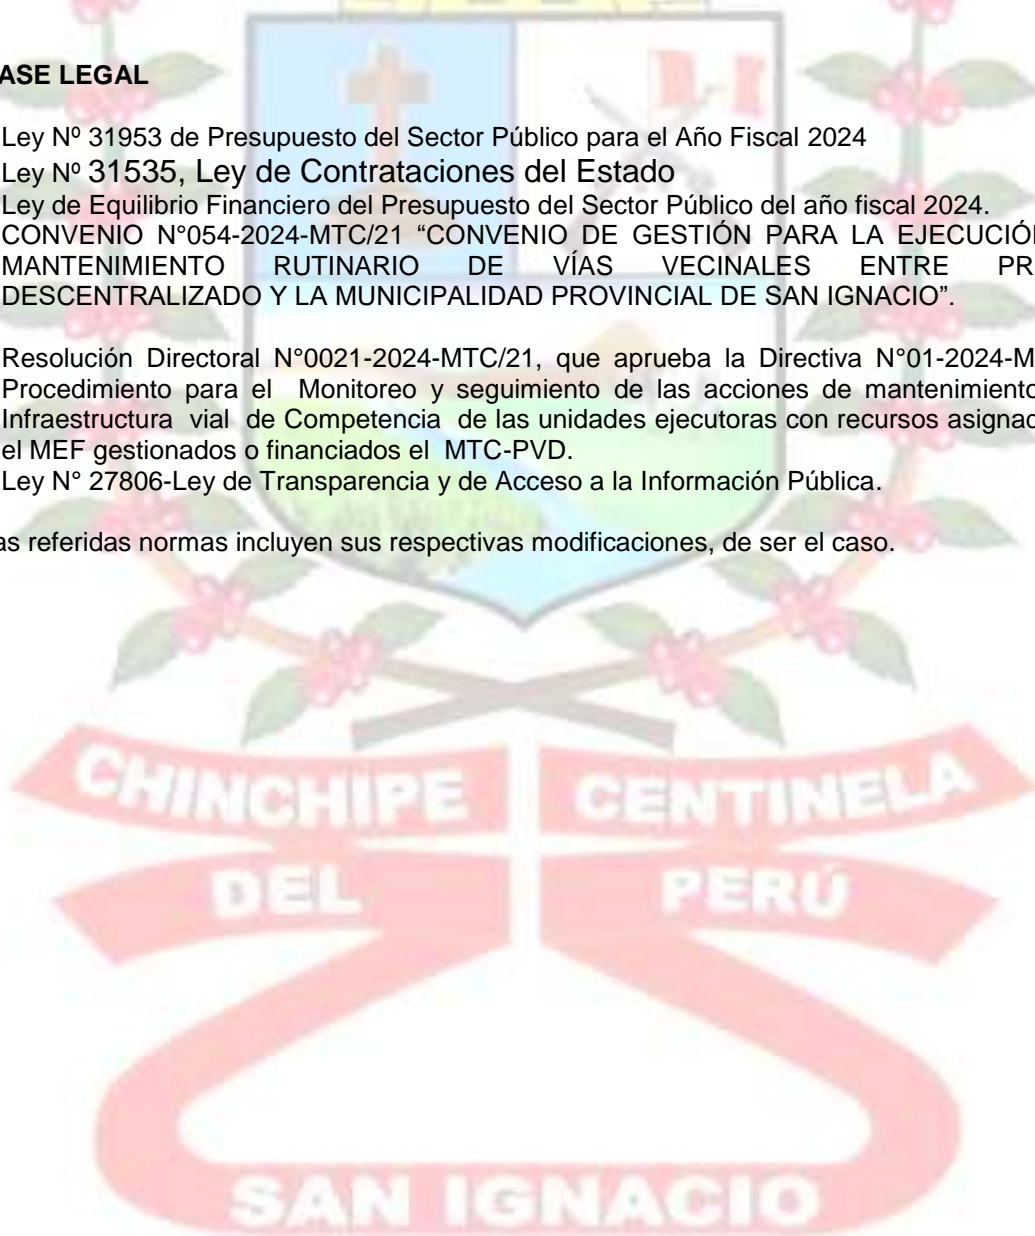 ASE LEGAL
Ley Nº 31953 de Presupuesto del Sector Público para el Año Fiscal 2024
Ley Nº 31535, Ley de Contrataciones del Estado
Ley de Equilibrio Financiero del Presupuesto del Sector Público del año fiscal 2024.
CONVENIO N°054-2024-MTC/21 “CONVENIO DE GESTIÓN PARA LA EJECUCIÓN
MANTENIMIENTO RUTINARIO DE VÍAS VECINALES ENTRE PR
DESCENTRALIZADO Y LA MUNICIPALIDAD PROVINCIAL DE SAN IGNACIO”.
Resolución Directoral N°0021-2024-MTC/21, que aprueba la Directiva N°01-2024-M
Procedimiento para el Monitoreo y seguimiento de las acciones de mantenimiento
Infraestructura vial de Competencia de las unidades ejecutoras con recursos asignad
el MEF gestionados o financiados el MTC-PVD.
Ley N° 27806-Ley de Transparencia y de Acceso a la Información Pública.
as referidas normas incluyen sus respectivas modificaciones, de ser el caso.
CHINCHIPE CENTINELA
DEL PERÚ
SAN IGNACIO